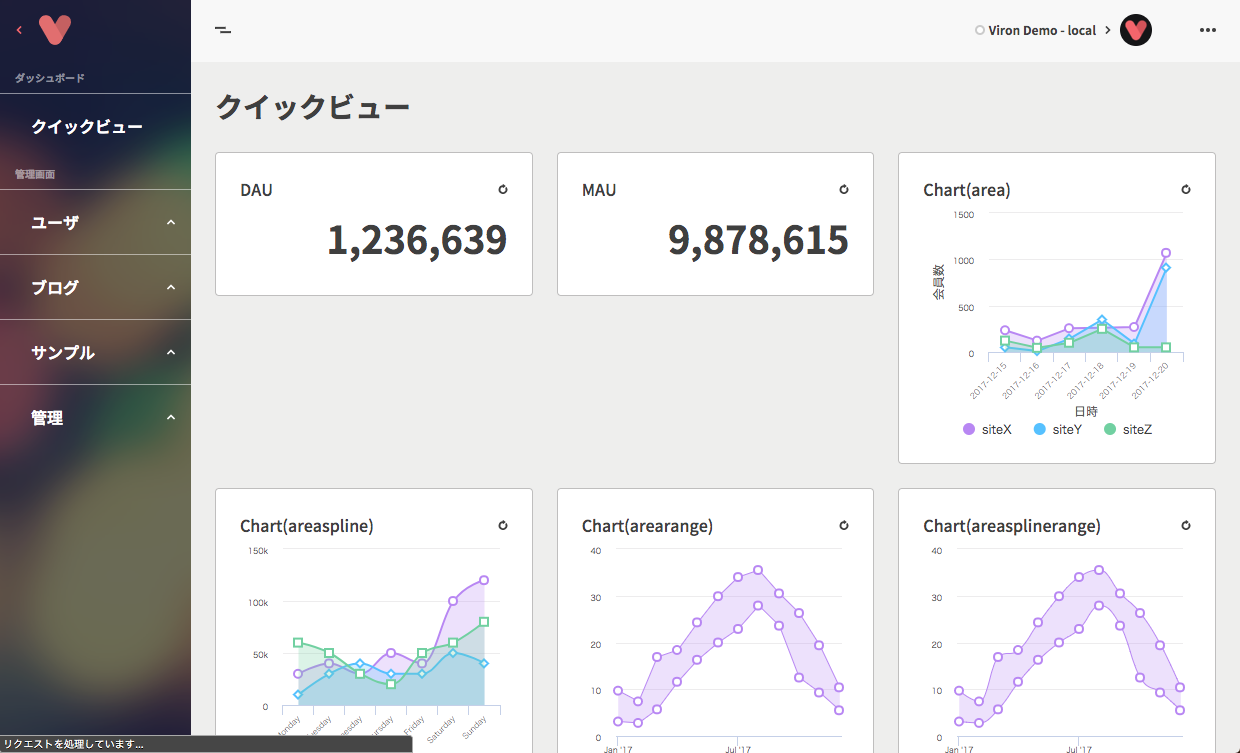 ダッシュボード
クイックビュー
管理画面
ユーザ
ブログ
サンプル
管理
リクエストを処理しています...
Viron Demo - local
クイックビュー
DAU
1,236,639
MAU
9,878,615
Chart(area)
1500
1000
500
0
会員数
2017-12-15
2017-12-16
2017-12-17
2017-12-18
2017-12-19
2017-12-20
日時
siteX siteY siteZ
Chart(areaspline)
150k
100k
50k
0
Friday
Saturday
Sunday
Chart(arearange)
40
30
20
10
0
Jan '17 Jul '17
Chart(areasplinerange)
40
30
20
10
0
Jan '17 Jul '17